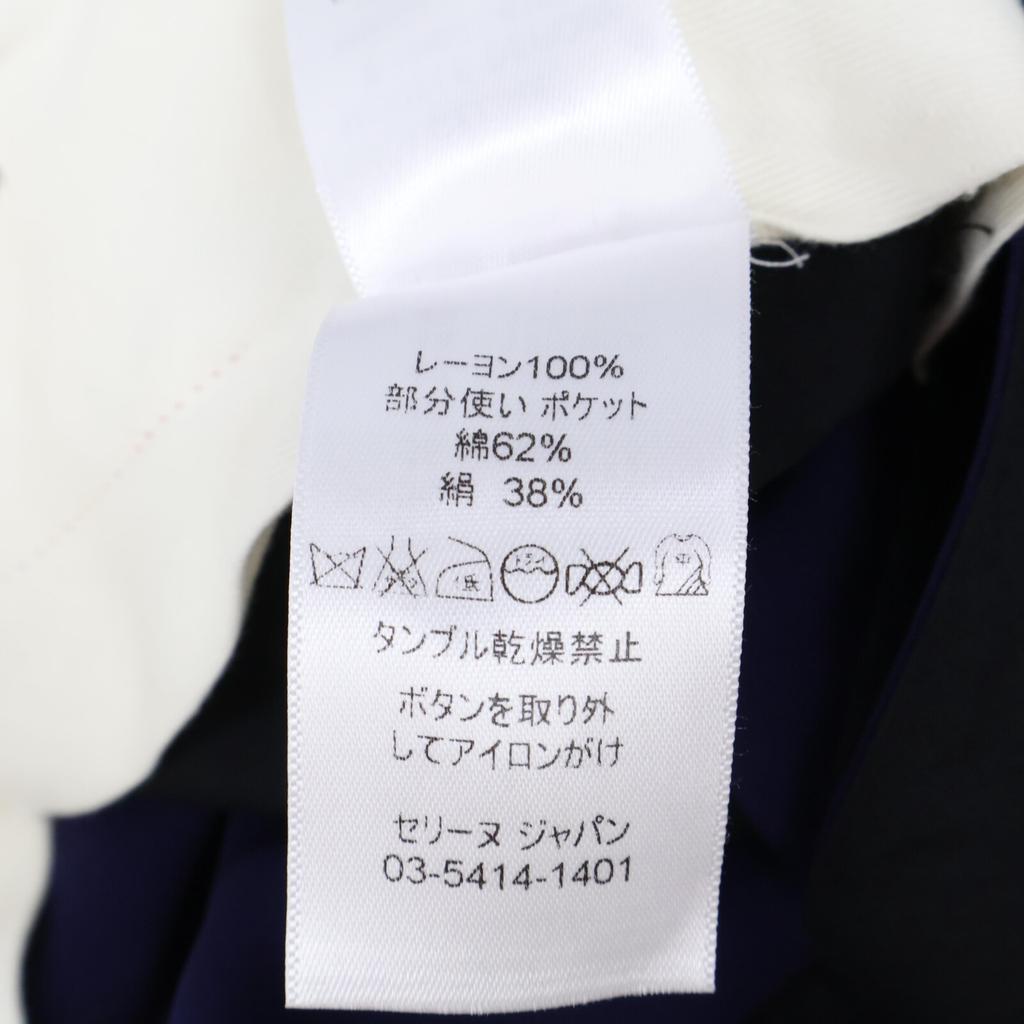 レーヨン100%
部分使い ポケット
綿62%
絹 38%
タンブル乾燥禁止
ボタンを取り外
してアイロンがけ
セリーヌ ジャパン
03-5414-1401